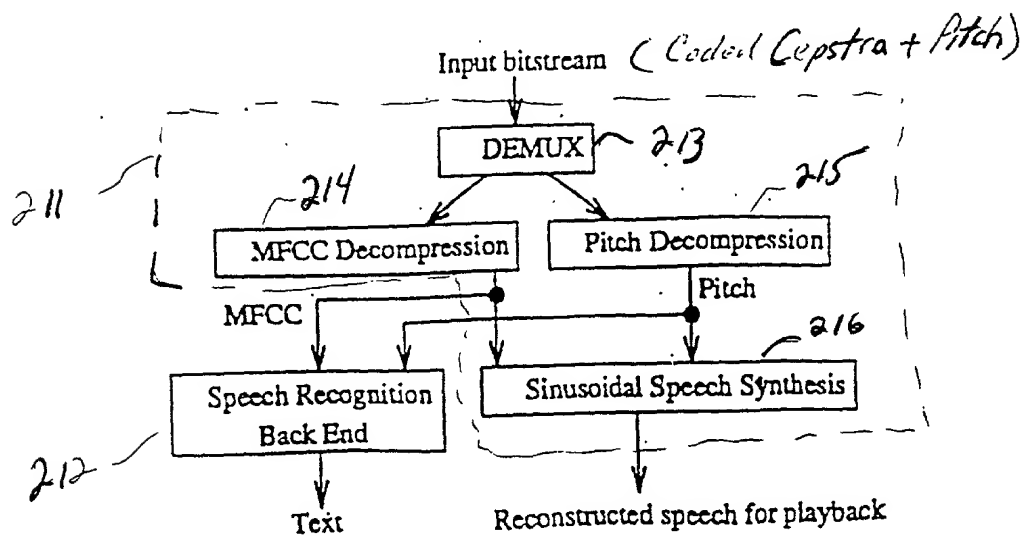 Input bitstream (Coded Cepstra + Pitch)
DEMUX 213
211
214
215
MFCC Decompression
Pitch Decompression
MFCC
Pitch
216
Speech Recognition
Back End
Sinusoidal Speech Synthesis
212
Text
Reconstructed speech for playback